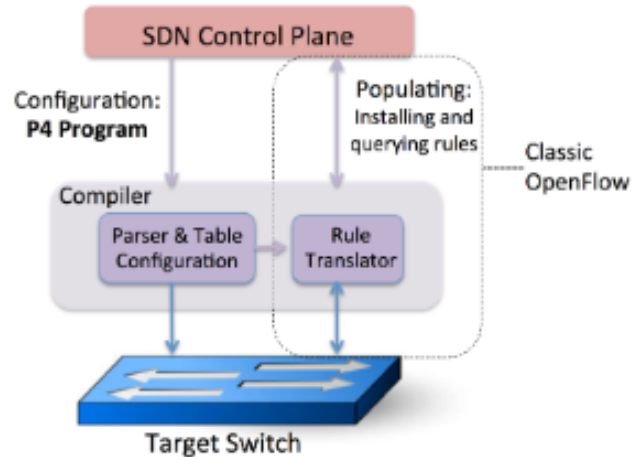 SDN Control Plane
Configuration:
P4 Program
Populating:
Installing and
querying rules
Classic
OpenFlow
Compiler
Parser & Table
Configuration
Rule
Translator
Target Switch